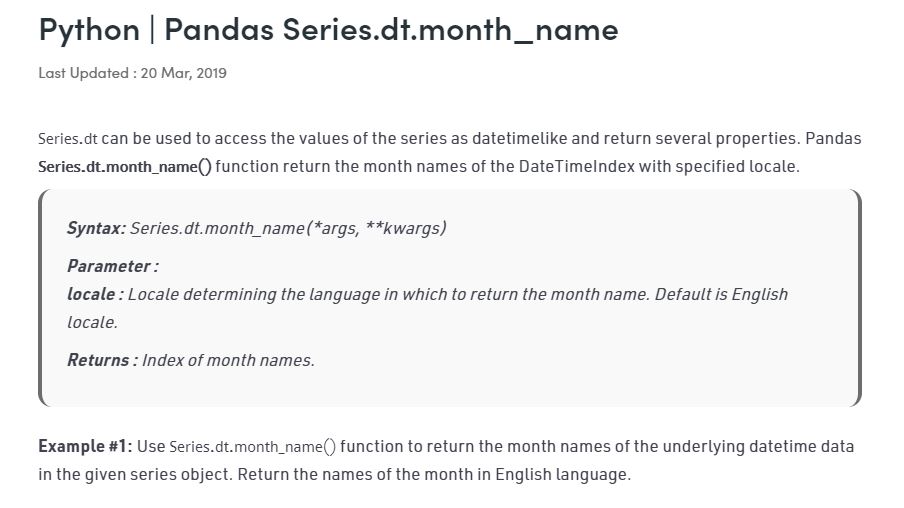 Python | Pandas Series.dt.month_name
Last Updated : 20 Mar, 2019
Series.dt can be used to access the values of the series as datetimelike and return several properties. Pandas
Series.dt.month_name() function return the month names of the DateTimeIndex with specified locale.
Syntax: Series.dt.month_name(*args, **kwargs)
Parameter :
locale : Locale determining the language in which to return the month name. Default is English
locale.
Returns : Index of month names.
Example #1: Use Series.dt.month_name() function to return the month names of the underlying datetime data
in the given series object. Return the names of the month in English language.